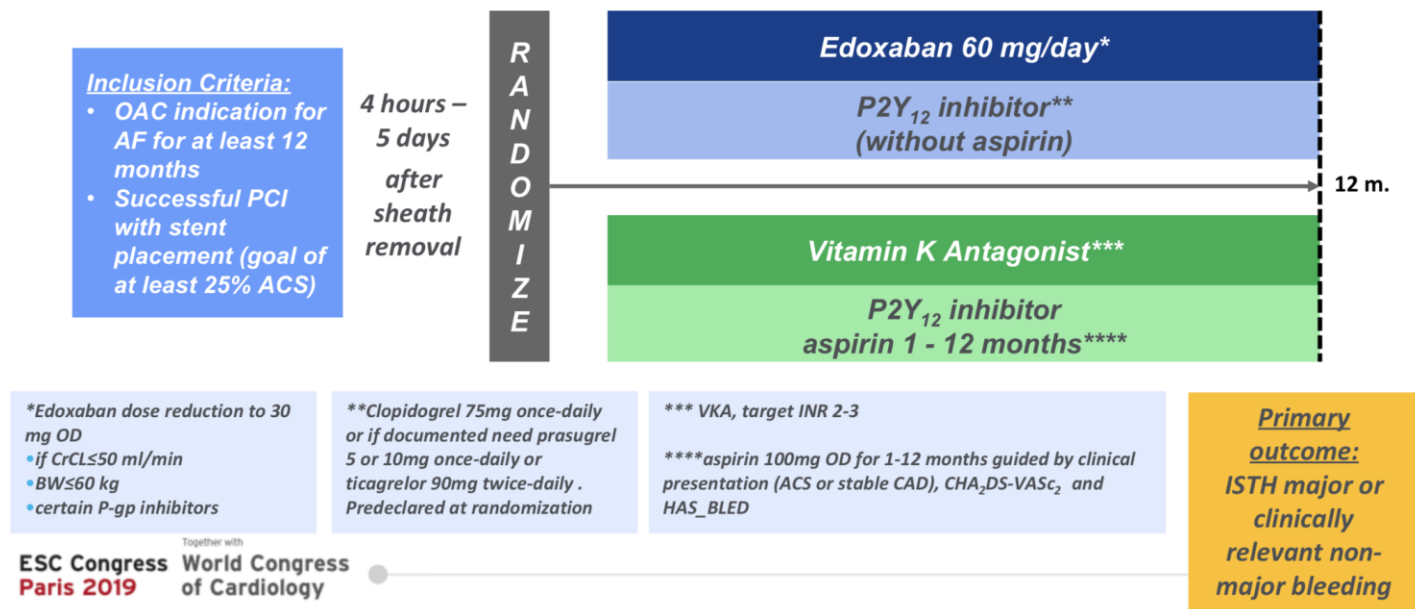 Inclusion Criteria:
• OAC indication for
AF for at least 12
months
• Successful PCI
with stent
placement (goal of
at least 25% ACS)
4 hours –
5 days
after
sheath
removal
R
A
N
D
O
M
I
Z
E
Edoxaban 60 mg/day*
P2Y12 inhibitor**
(without aspirin)
12 m.
Vitamin K Antagonist***
P2Y12 inhibitor
aspirin 1 - 12 months****
*Edoxaban dose reduction to 30
mg OD
•if CrCL≤50 ml/min
•BW≤60 kg
•certain P-gp inhibitors
**Clopidogrel 75mg once-daily
or if documented need prasugrel
5 or 10mg once-daily or
ticagrelor 90mg twice-daily .
Predeclared at randomization
*** VKA, target INR 2-3
****aspirin 100mg OD for 1-12 months guided by clinical
presentation (ACS or stable CAD), CHA2DS-VASc2 and
HAS_BLED
Primary
outcome:
ISTH major or
clinically
relevant non-
major bleeding
ESC Congress
Paris 2019
Together with
World Congress
of Cardiology